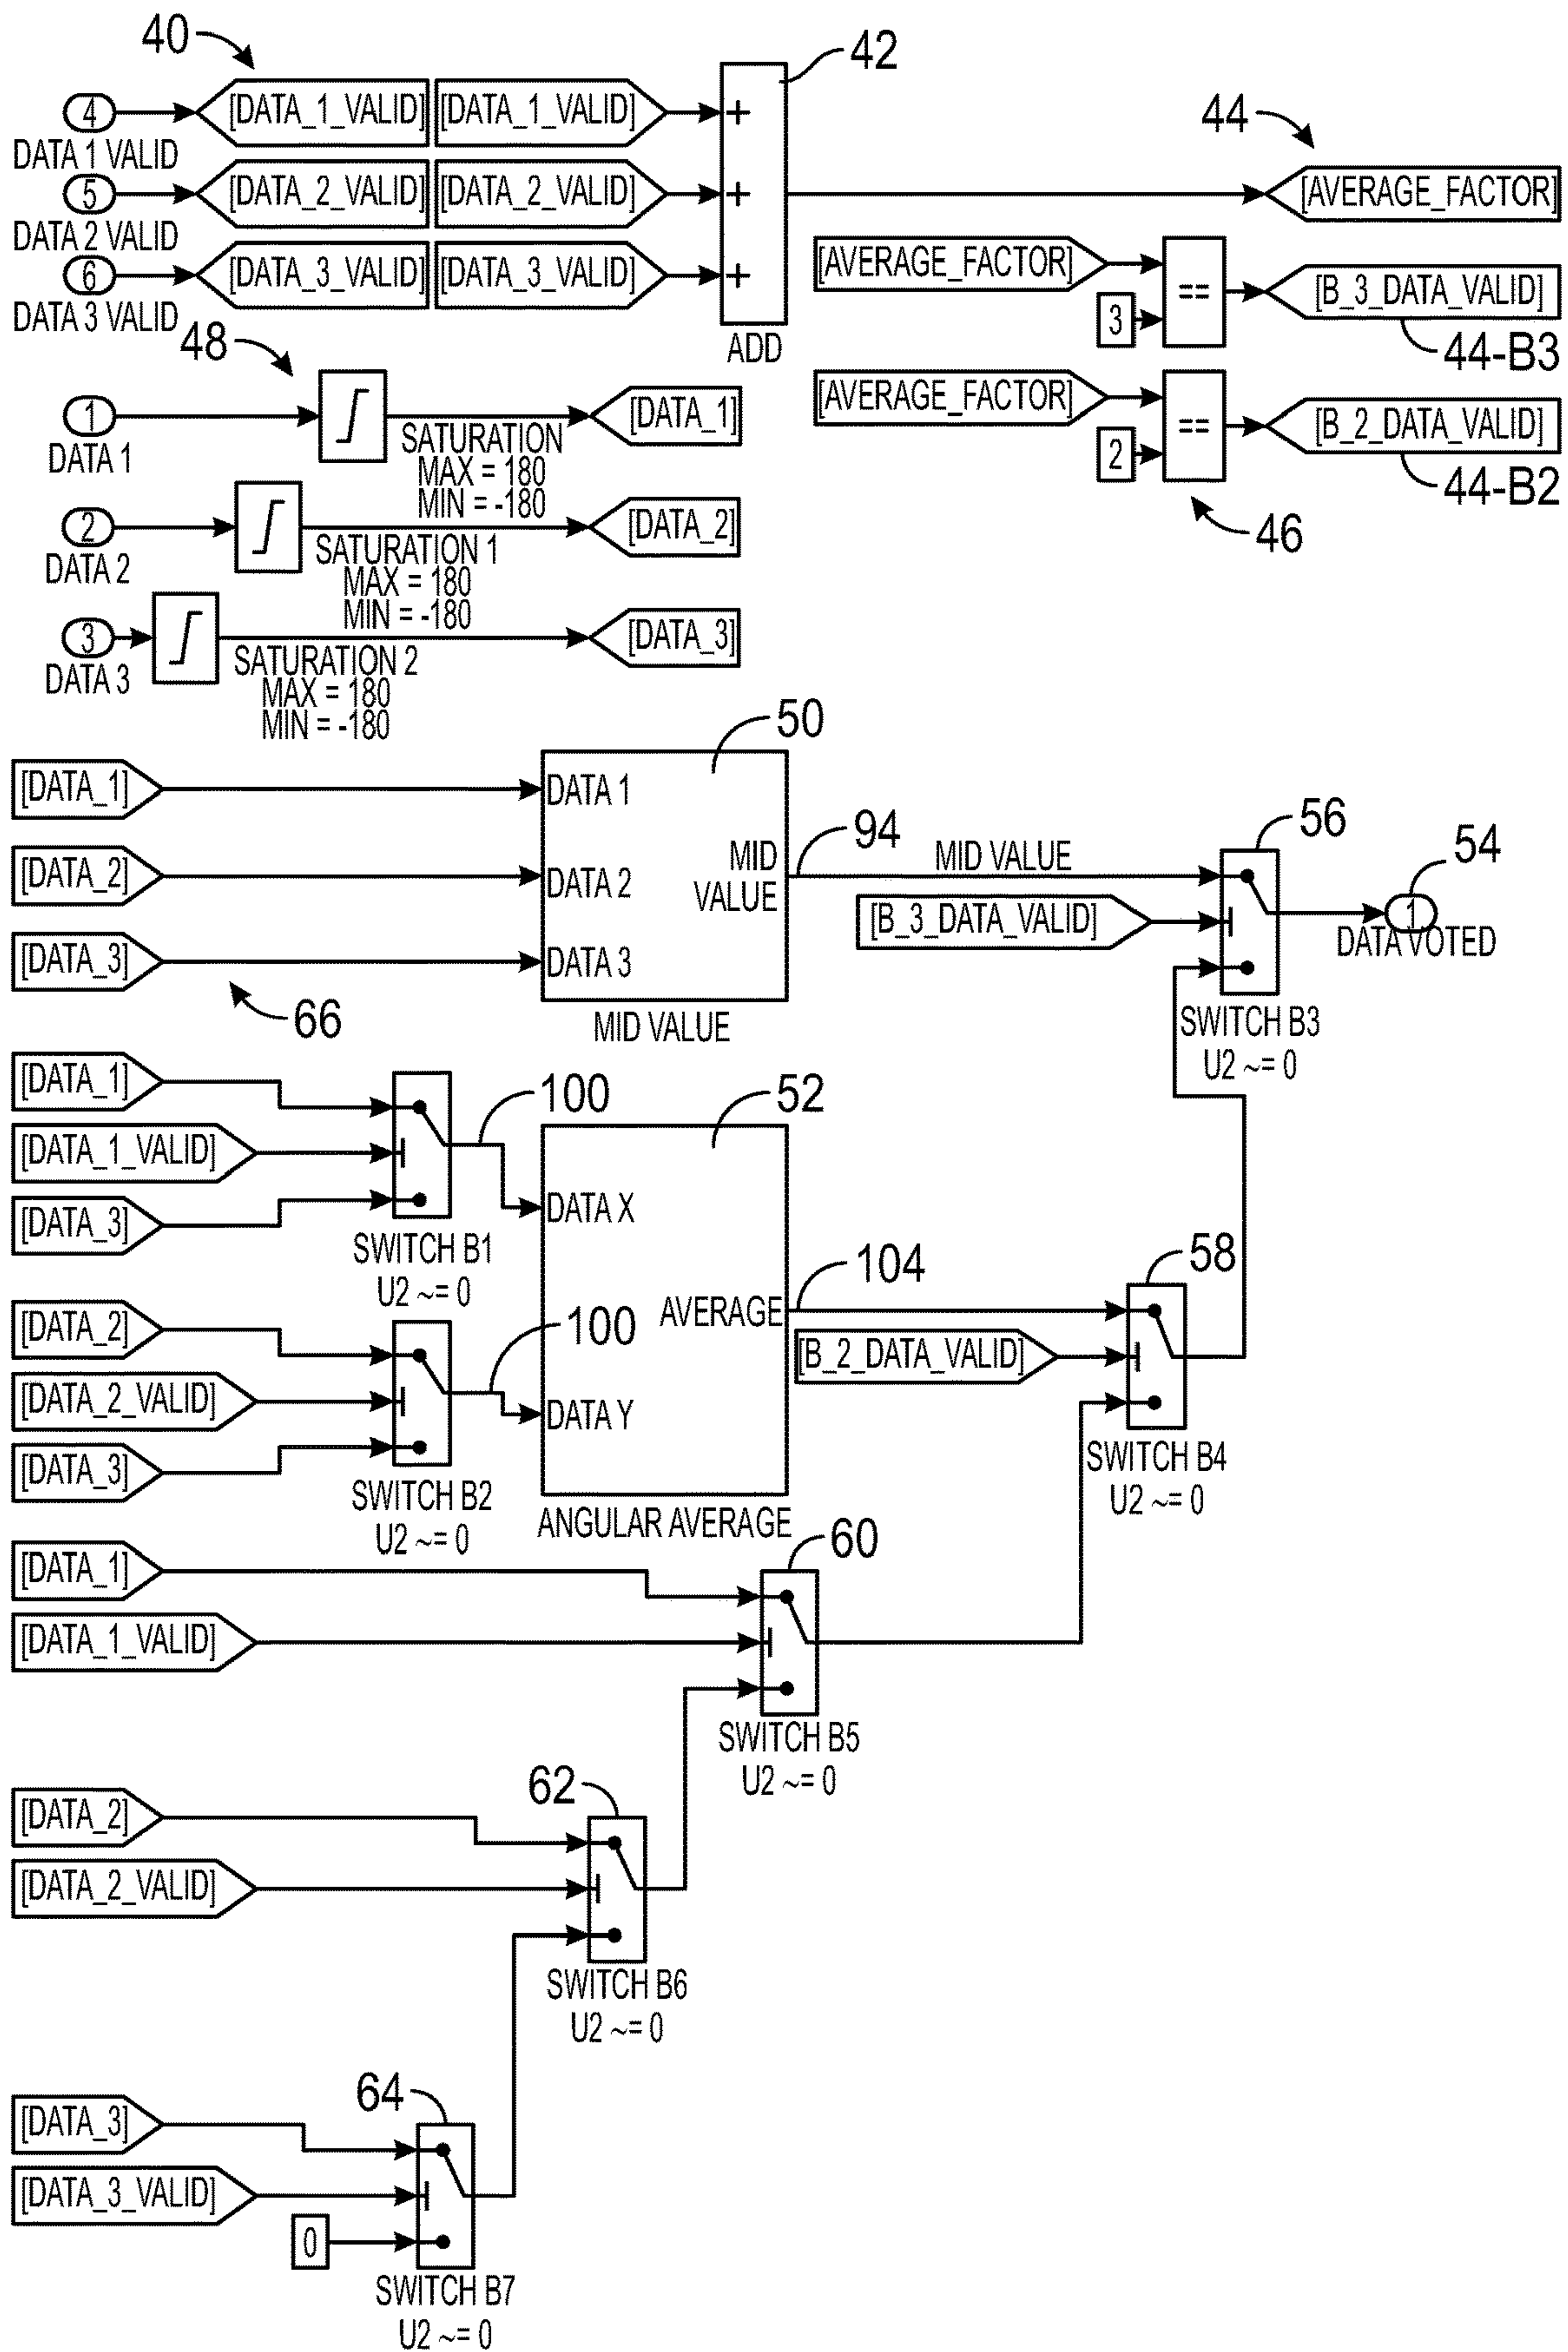 40
42
4
[DATA_1_VALID]
[DATA_1_VALID]
+
DATA 1 VALID
44
5
[DATA_2_VALID]
[DATA_2_VALID]
+
[AVERAGE_FACTOR]
DATA 2 VALID
6
[DATA_3_VALID]
[DATA_3_VALID]
+
DATA 3 VALID
ADD
[AVERAGE_FACTOR]
3
==
[B_3_DATA_VALID]
44-B3
[AVERAGE_FACTOR]
2
==
[B_2_DATA_VALID]
44-B2
46
48
1
DATA 1
SATURATION
MAX = 180
MIN = -180
[DATA_1]
2
DATA 2
SATURATION 1
MAX = 180
MIN = -180
[DATA_2]
3
DATA 3
SATURATION 2
MAX = 180
MIN = -180
[DATA_3]
50
[DATA_1]
DATA 1
[DATA_2]
DATA 2
MID
VALUE
94
MID VALUE
56
54
[B_3_DATA_VALID]
1
DATA VOTED
[DATA_3]
DATA 3
66
MID VALUE
SWITCH B3
U2 ~= 0
[DATA_1]
100
52
[DATA_1_VALID]
[DATA_3]
DATA X
SWITCH B1
U2 ~= 0
104
58
[DATA_2]
100
AVERAGE
[B_2_DATA_VALID]
[DATA_2_VALID]
DATA Y
[DATA_3]
SWITCH B4
U2 ~= 0
SWITCH B2
U2 ~= 0
ANGULAR AVERAGE
60
[DATA_1]
[DATA_1_VALID]
SWITCH B5
U2 ~= 0
62
[DATA_2]
[DATA_2_VALID]
SWITCH B6
U2 ~= 0
64
[DATA_3]
[DATA_3_VALID]
0
SWITCH B7
U2 ~= 0